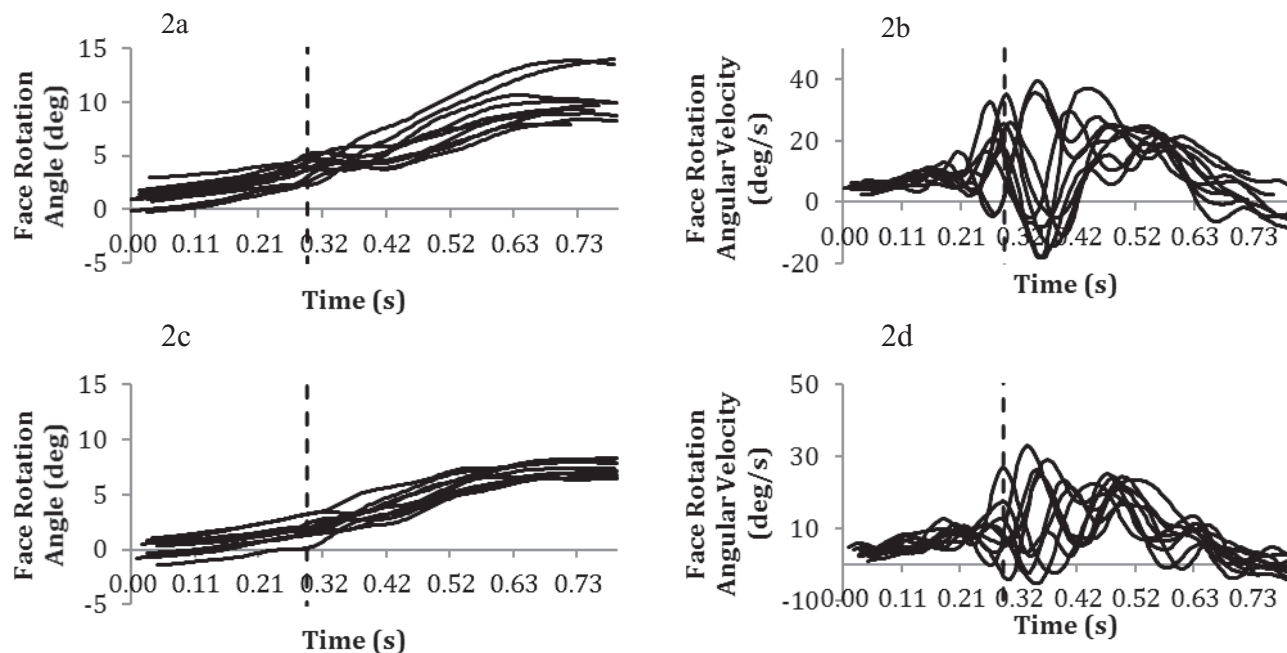 2a
Face Rotation
Angle (deg)
15
10
5
0
-5
0.00 0.11 0.21 0.32 0.42 0.52 0.63 0.73
Time (s)
2b
Face Rotation
Angular Velocity
(deg/s)
40
20
0
-20
0.00 0.11 0.21 0.32 0.42 0.52 0.63 0.73
Time (s)
2c
Face Rotation
Angle (deg)
15
10
5
0
-5
0.00 0.11 0.21 0.32 0.42 0.52 0.63 0.73
Time (s)
2d
Face Rotation
Angular Velocity
(deg/s)
50
30
10
-10
0.00 0.11 0.21 0.32 0.42 0.52 0.63 0.73
Time (s)